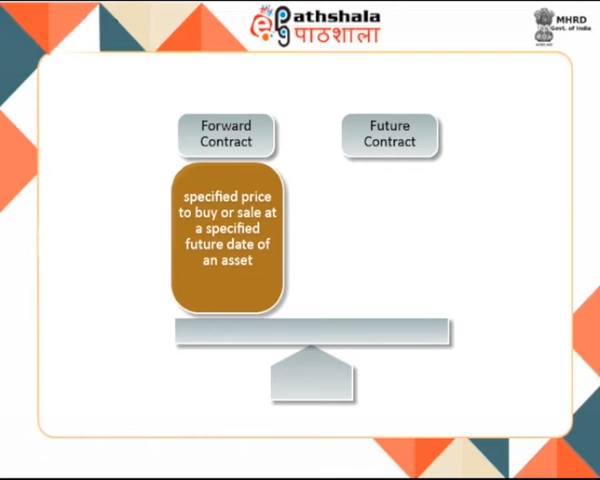 e Pathshala
पाठशाला
MHRD
Govt. of India
Forward
Contract
Future
Contract
specified price
to buy or sale at
a specified
future date of
an asset